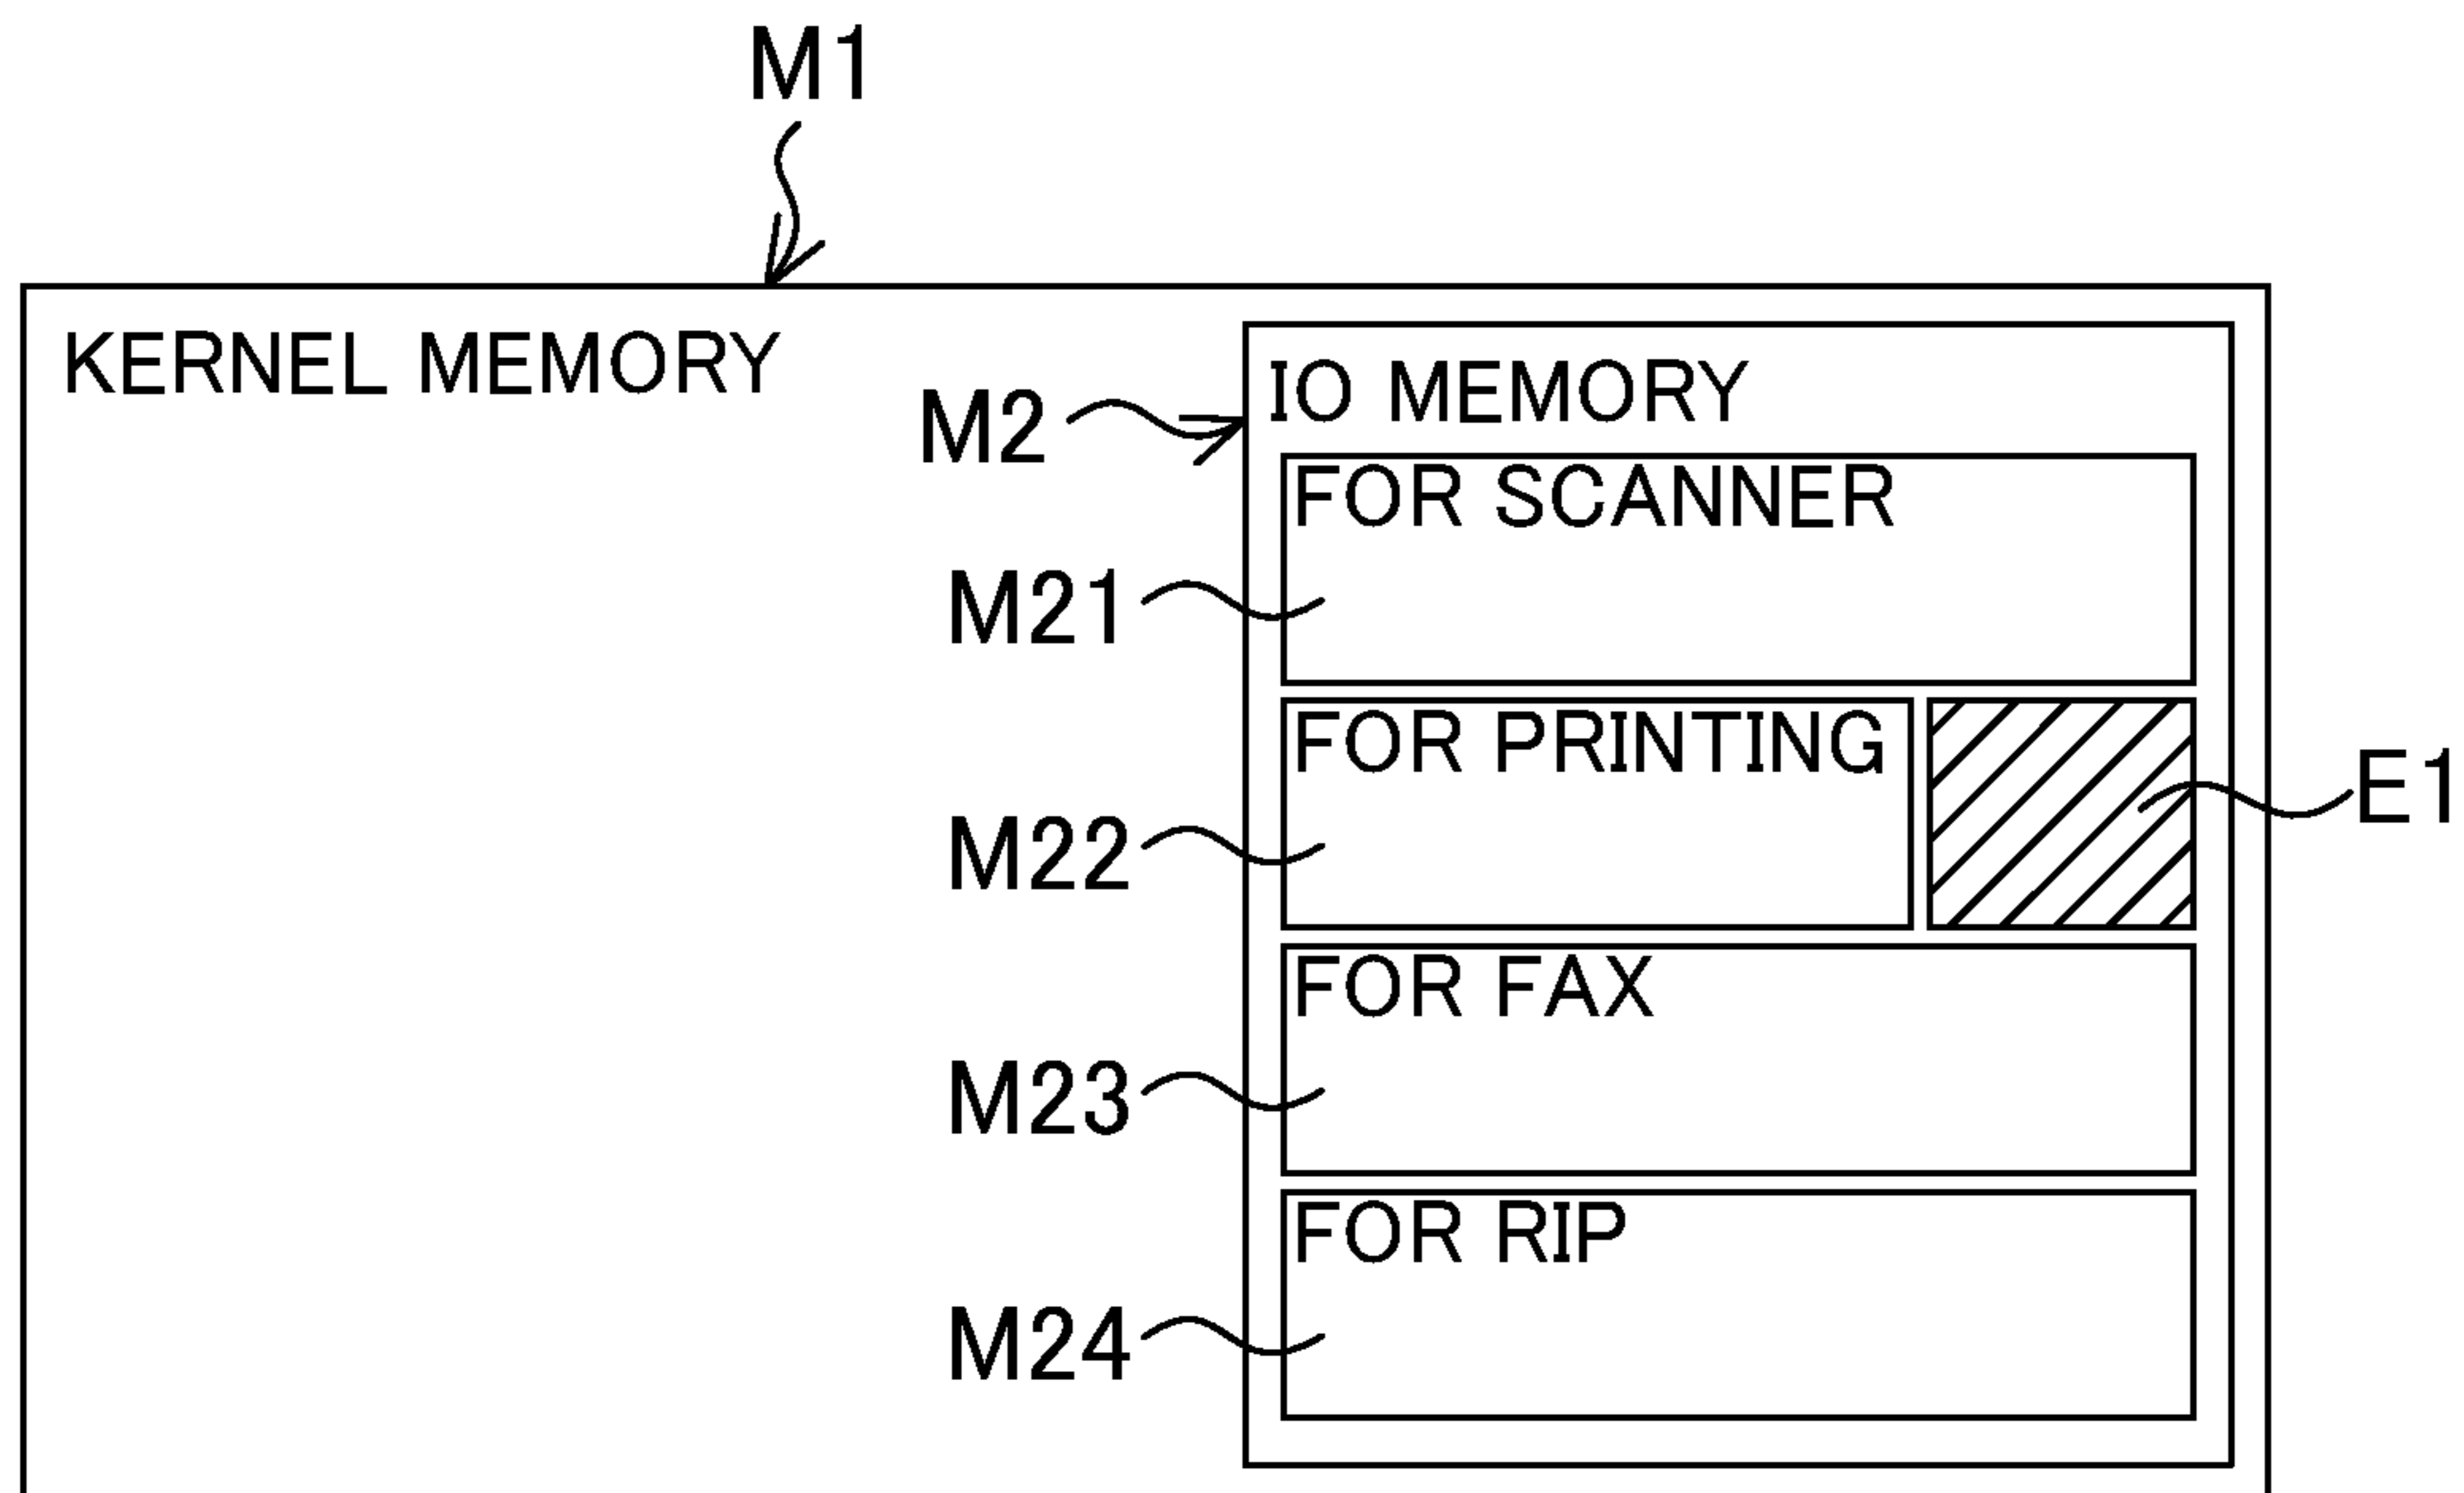 M1
KERNEL MEMORY
M2
IO MEMORY
FOR SCANNER
M21
FOR PRINTING
E1
M22
FOR FAX
M23
FOR RIP
M24